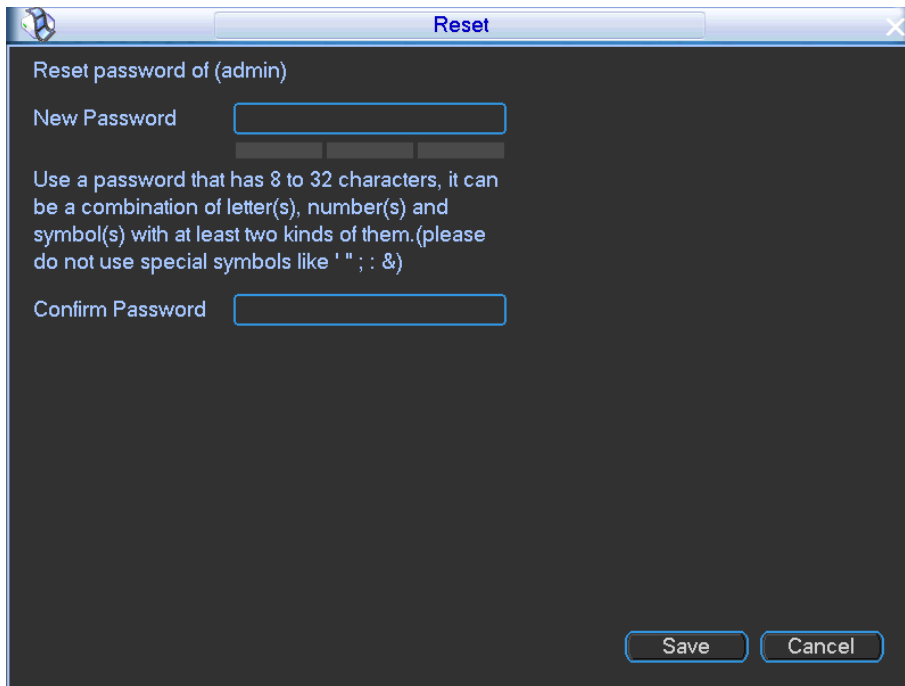 Reset
Reset password of (admin)
New Password
Use a password that has 8 to 32 characters, it can
be a combination of letter(s), number(s) and
symbol(s) with at least two kinds of them.(please
do not use special symbols like ' " ; : &)
Confirm Password
Save
Cancel